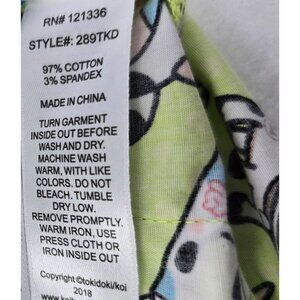 RN# 121336
STYLE#: 289TKD
97% COTTON
3% SPANDEX
MADE IN CHINA
TURN GARMENT
INSIDE OUT BEFORE
WASH AND DRY.
MACHINE WASH
WARM, WITH LIKE
COLORS. DO NOT
BLEACH. TUMBLE
DRY LOW.
REMOVE PROMPTLY.
WARM IRON, USE
PRESS CLOTH OR
IRON INSIDE OUT
Copyright ©tokidoki/koi
2018